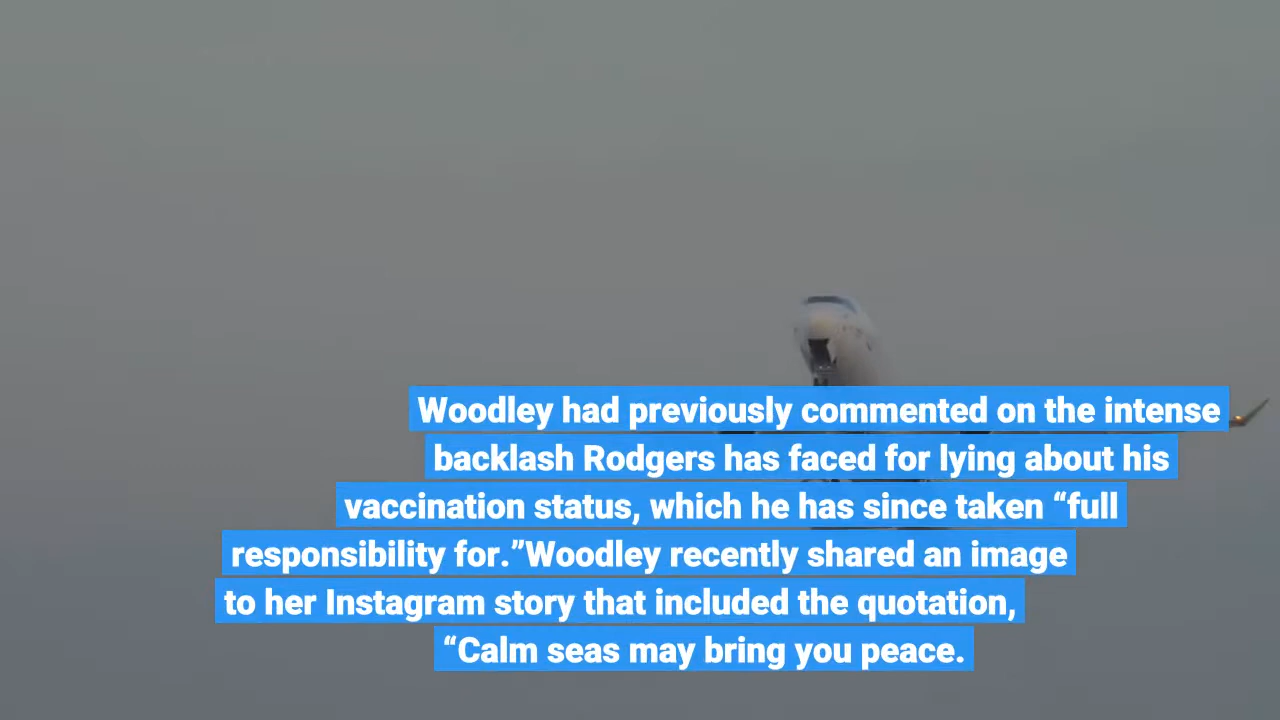 Woodley had previously commented on the intense
backlash Rodgers has faced for lying about his
vaccination status, which he has since taken “full
responsibility for.”Woodley recently shared an image
to her Instagram story that included the quotation,
“Calm seas may bring you peace.